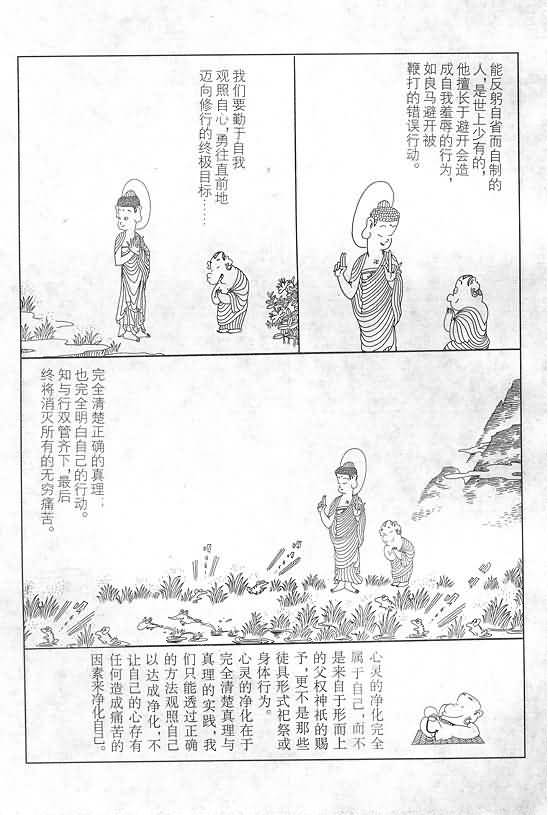 能反躬自省而自制的
人，是世上少有的，
他擅长于避开会造
成自我羞辱的行为，
如良马避开被
鞭打的错误行动。
我们要勤于自我
观照自心，勇往直前地
迈向修行的终极目标……
完全清楚正确的真理；
也完全明白自己的行动。
知与行双管齐下，最后
终将消灭所有的无穷痛苦。
心灵的净化完全
属于自己，而不
是来自于形而上
的父权神祇的赐
予，更不是那些
徒具形式祀祭或
身体行为。
心灵的净化在于
完全清楚真理与
真理的实践，我
们只能透过正确
的方法观照自己
以达成净化，不
让自己的心存有
任何造成痛苦的
因素来净化自己。